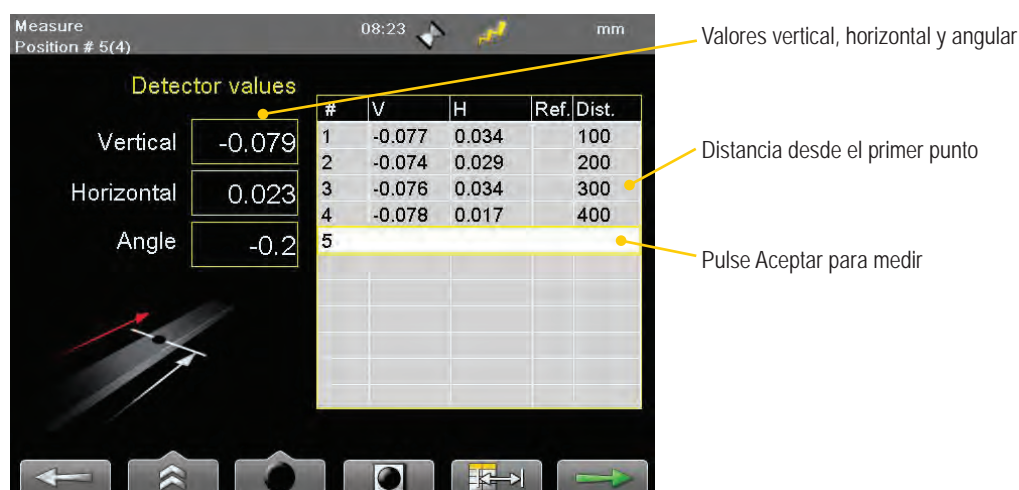 Measure 08:23 mm
Position # 5(4)
Detector values
Vertical -0.079
Horizontal 0.023
Angle -0.2
# V H Ref. Dist.
1 -0.077 0.034 100
2 -0.074 0.029 200
3 -0.076 0.034 300
4 -0.078 0.017 400
5
Valores vertical, horizontal y angular
Distancia desde el primer punto
Pulse Aceptar para medir